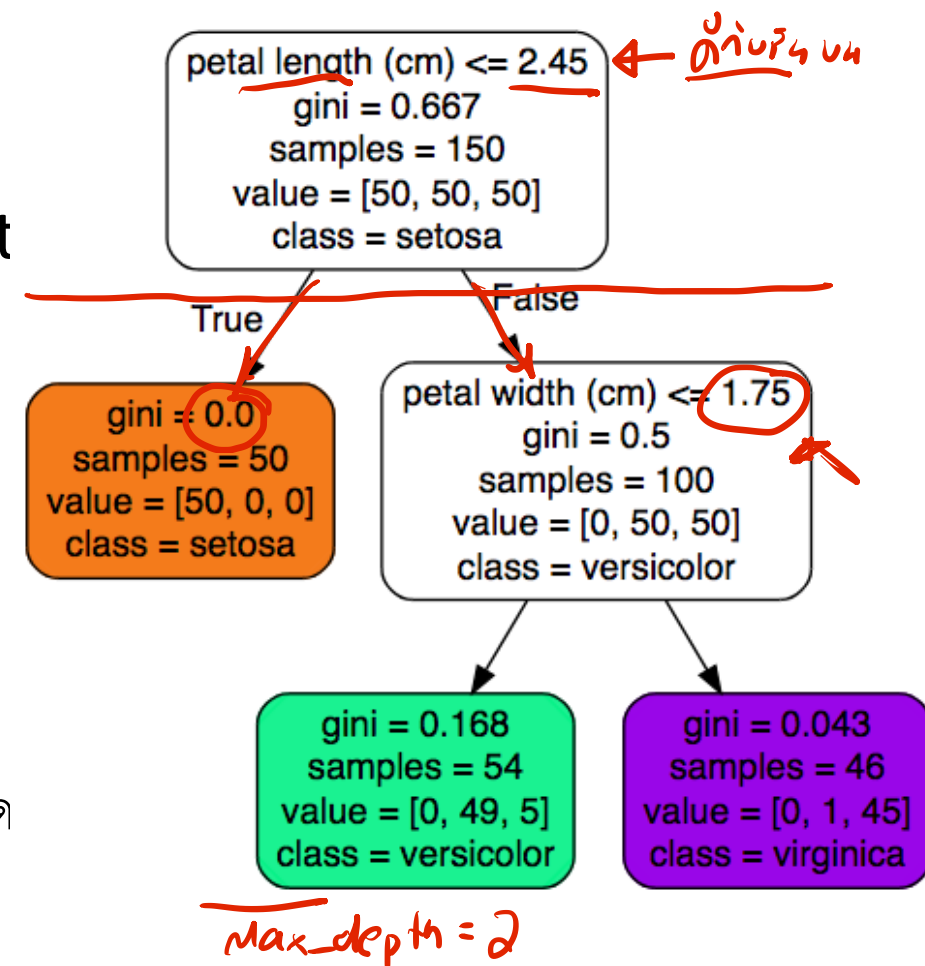 petal length (cm) <= 2.45
gini = 0.667
samples = 150
value = [50, 50, 50]
class = setosa
t
True
False
gini = 0.0
samples = 50
value = [50, 0, 0]
class = setosa
petal width (cm) <= 1.75
gini = 0.5
samples = 100
value = [0, 50, 50]
class = versicolor
gini = 0.168
samples = 54
value = [0, 49, 5]
class = versicolor
gini = 0.043
samples = 46
value = [0, 1, 45]
class = virginica
Max_depth = 2